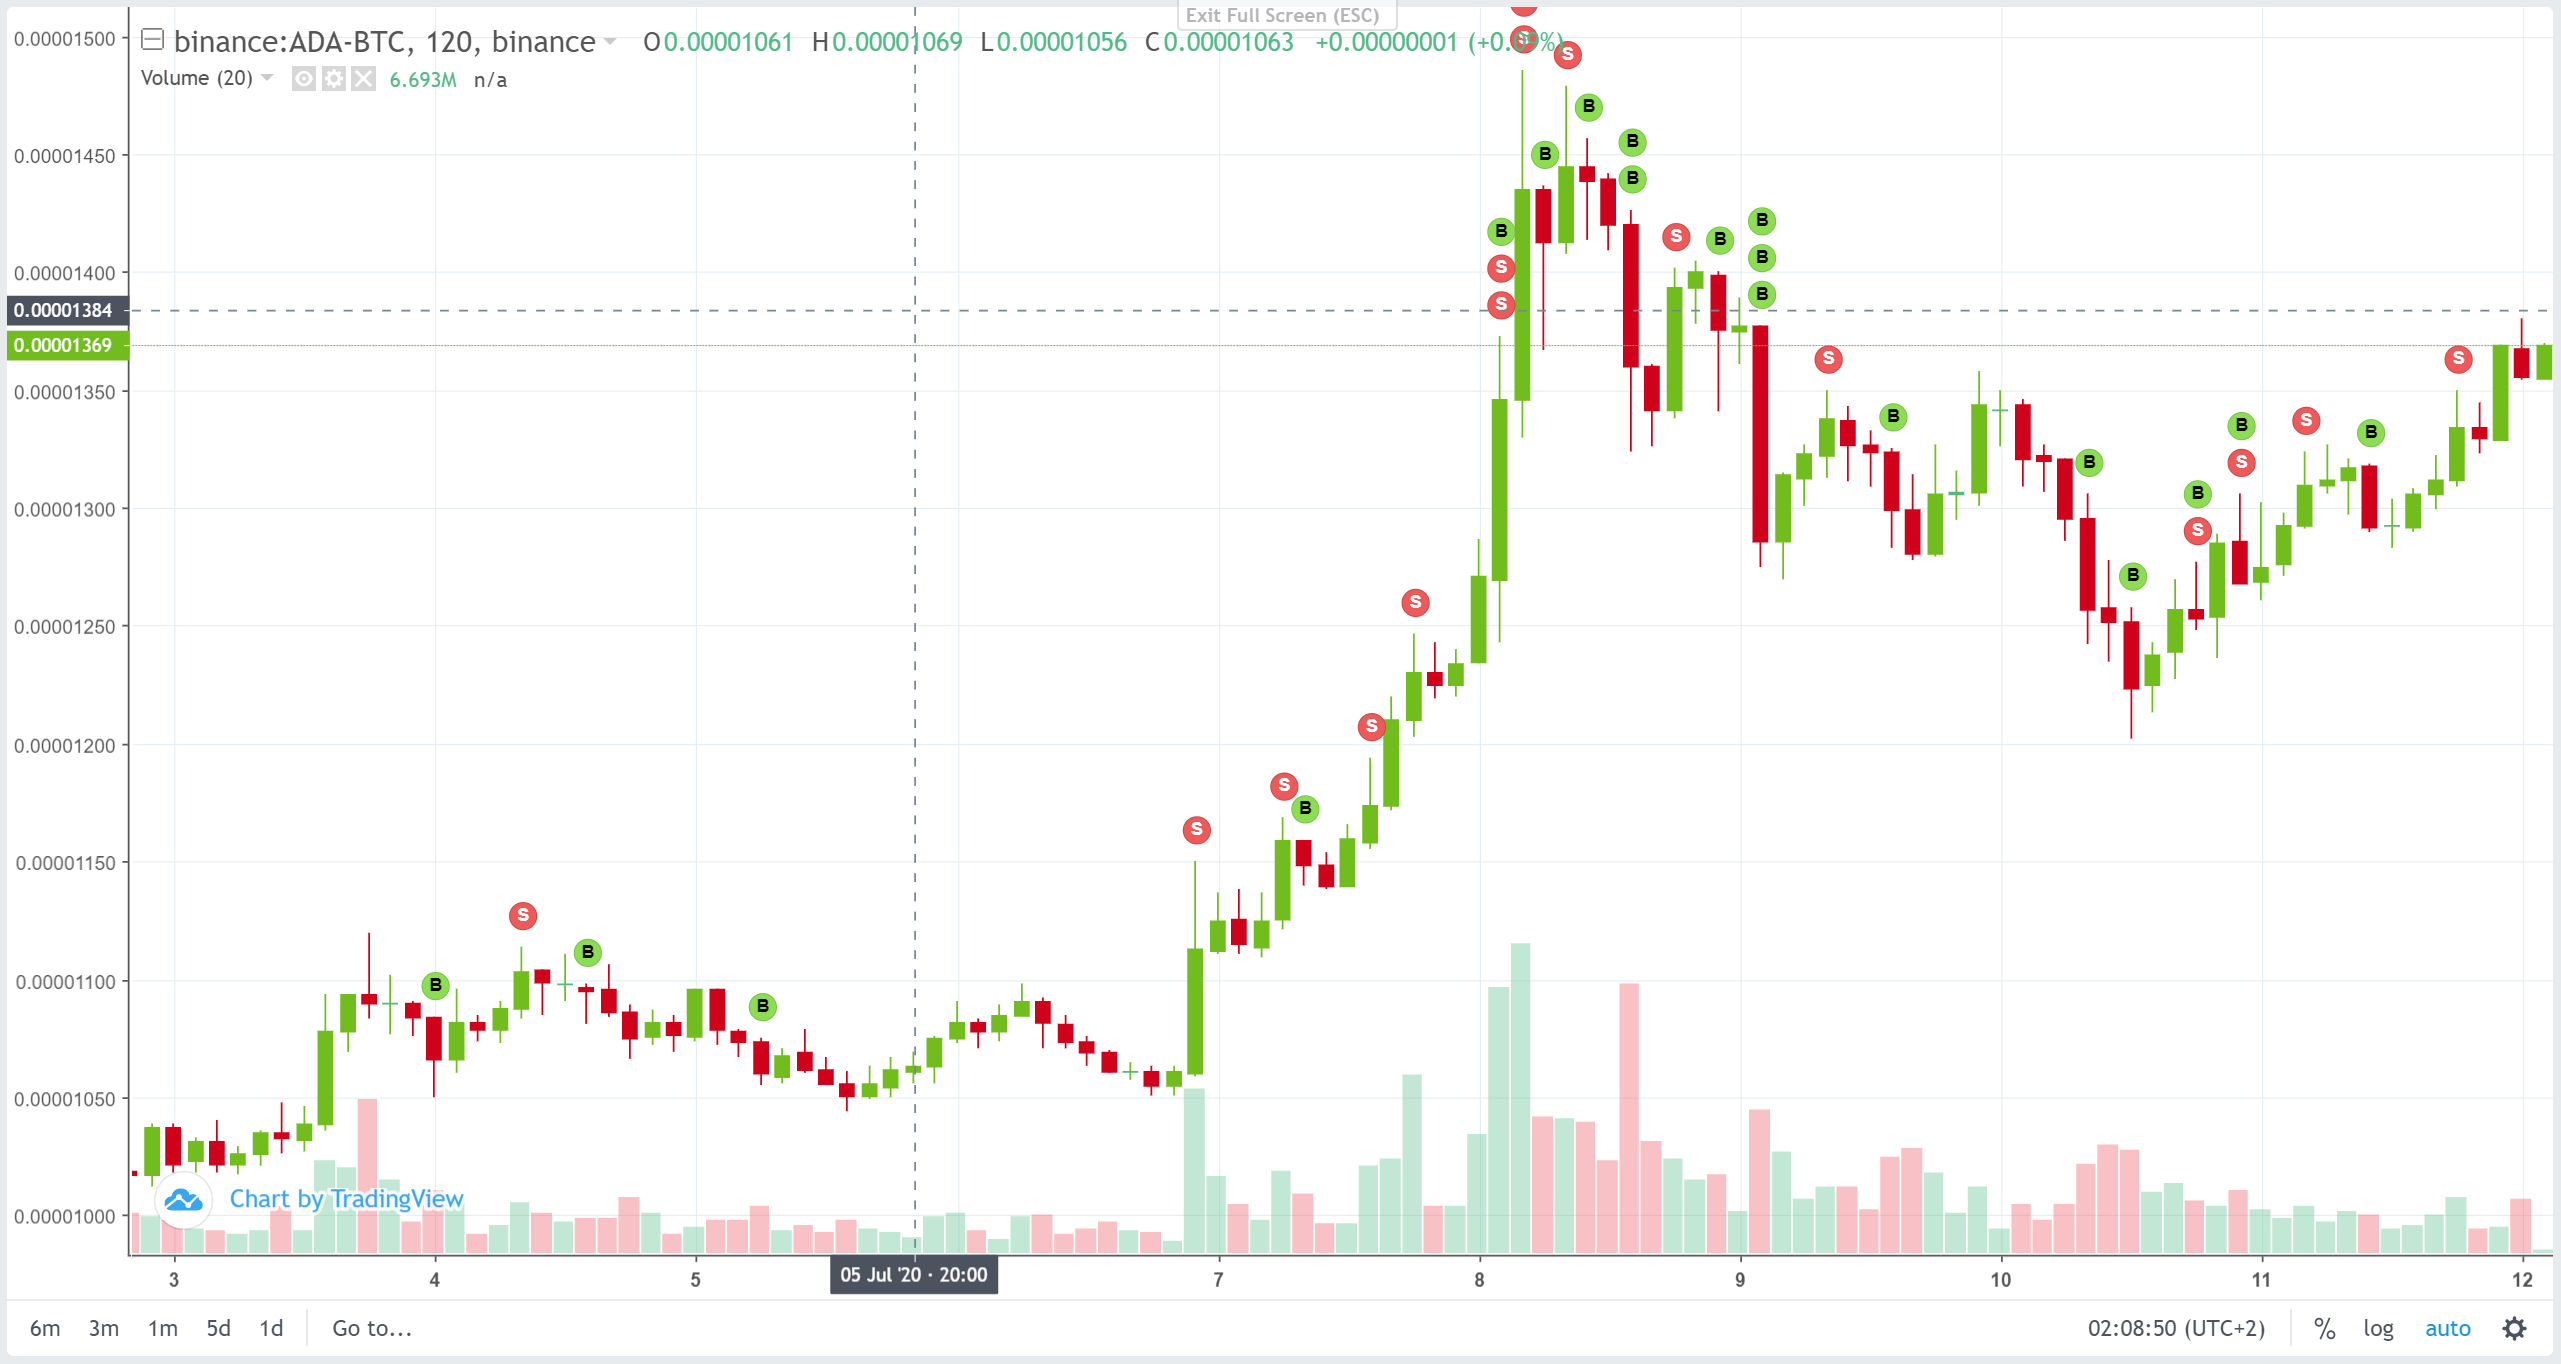 Exit Full Screen (ESC)
binance:ADA-BTC, 120, binance O0.00001061 H0.00001069 L0.00001056 C0.00001063 +0.00000001 (+0.09%)
Volume (20) 6.693M n/a
0.00001500
0.00001450
0.00001400
0.00001384
0.00001369
0.00001350
0.00001300
0.00001250
0.00001200
0.00001150
0.00001100
0.00001050
0.00001000
S
S
B
B
B
B
B
S
S
S
B
B
B
B
S
B
S
B
B
S
B
S
S
B
B
S
S
S
S
B
S
S
B
B
B
Chart by TradingView
3 4 5 05 Jul '20 · 20:00 7 8 9 10 11 12
6m 3m 1m 5d 1d Go to... 02:08:50 (UTC+2) % log auto